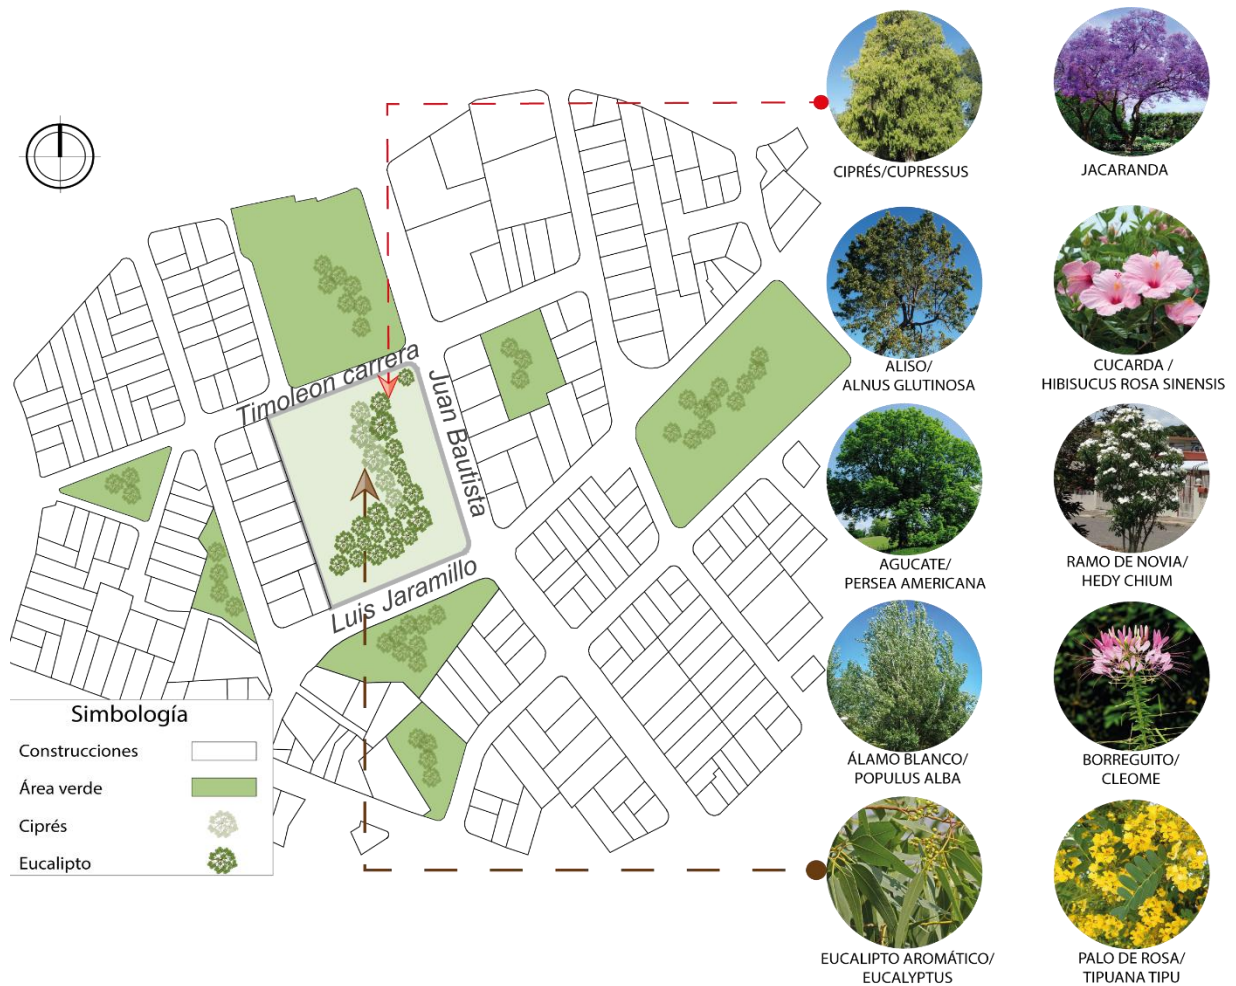 Timoleon carrera
Juan Bautista
Luis Jaramillo
Simbología
Construcciones
Área verde
Ciprés
Eucalipto
CIPRÉS/CUPRESSUS
JACARANDA
ALISO/
ALNUS GLUTINOSA
CUCARDA /
HIBISUCUS ROSA SINENSIS
AGUCATE/
PERSEA AMERICANA
RAMO DE NOVIA/
HEDY CHIUM
ÁLAMO BLANCO/
POPULUS ALBA
BORREGUITO/
CLEOME
EUCALIPTO AROMÁTICO/
EUCALYPTUS
PALO DE ROSA/
TIPUANA TIPU